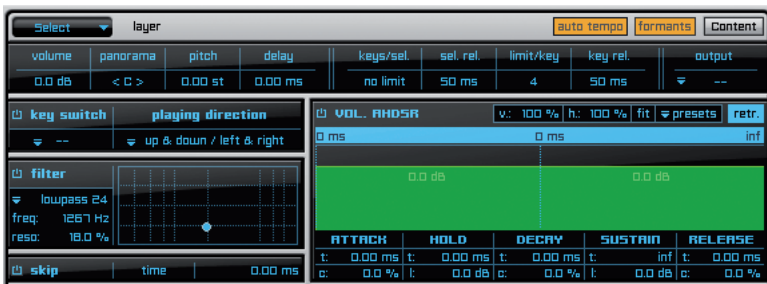 Select layer auto tempo formants Content
volume panorama pitch delay keys/sel. sel. rel. limit/key key rel. output
0.0 dB < C > 0.00 st 0.00 ms no limit 50 ms 4 50 ms --
key switch playing direction
-- up & down / left & right
filter
lowpass 24
freq: 1267 Hz
reso: 18.0 %
skip time 0.00 ms
VOL. AHDSR v.: 100 % h.: 100 % fit presets retr.
0 ms 0 ms inf
0.0 dB 0.0 dB
ATTACK HOLD DECAY SUSTAIN RELEASE
t: 0.00 ms t: 0.00 ms t: 0.00 ms t: inf t: 0.00 ms
c: 0.0 % l: 0.0 dB c: 0.0 % l: 0.0 dB c: 0.0 %